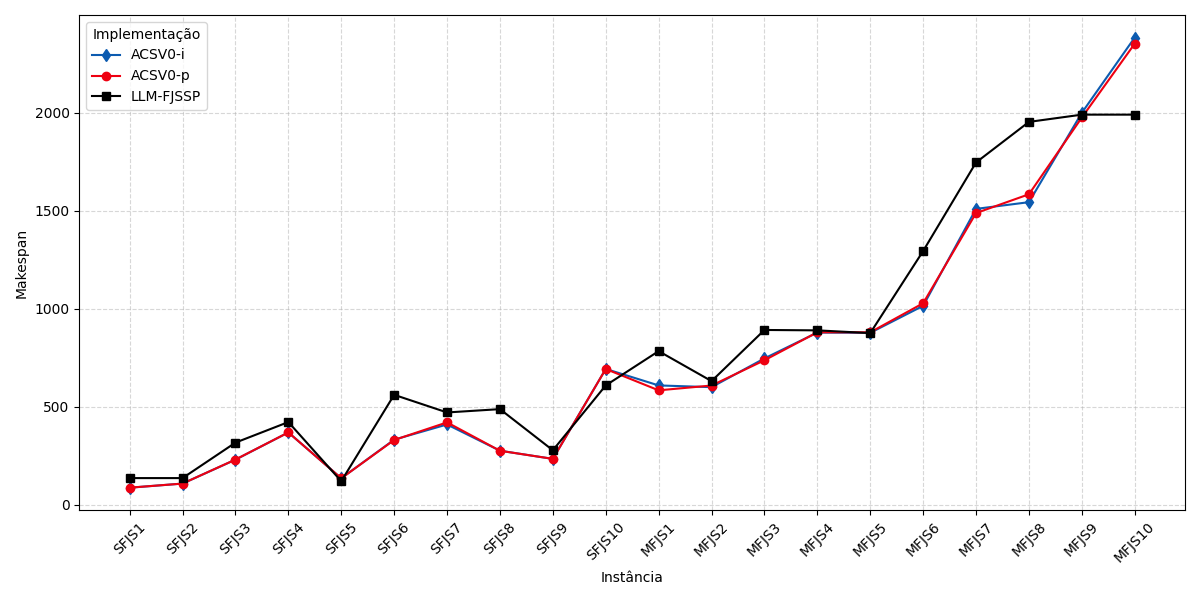 Implementação
ACSV0-i
ACSV0-p
LLM-FJSSP
Makespan
2000
1500
1000
500
0
SFJS1
SFJS2
SFJS3
SFJS4
SFJS5
SFJS6
SFJS7
SFJS8
SFJS9
SFJS10
MFJS1
MFJS2
MFJS3
MFJS4
MFJS5
MFJS6
MFJS7
MFJS8
MFJS9
MFJS10
Instância